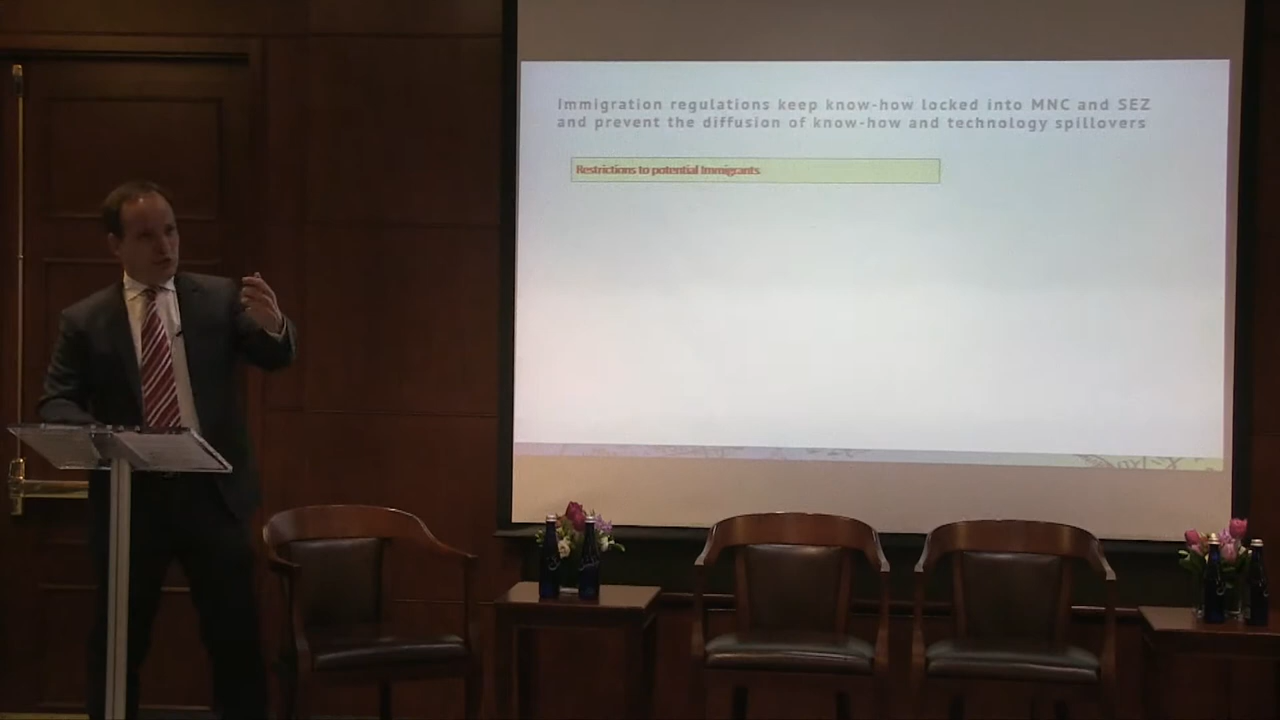 Immigration regulations keep know-how locked into MNC and SEZ
and prevent the diffusion of know-how and technology spillovers
Restrictions to potential Immigrants